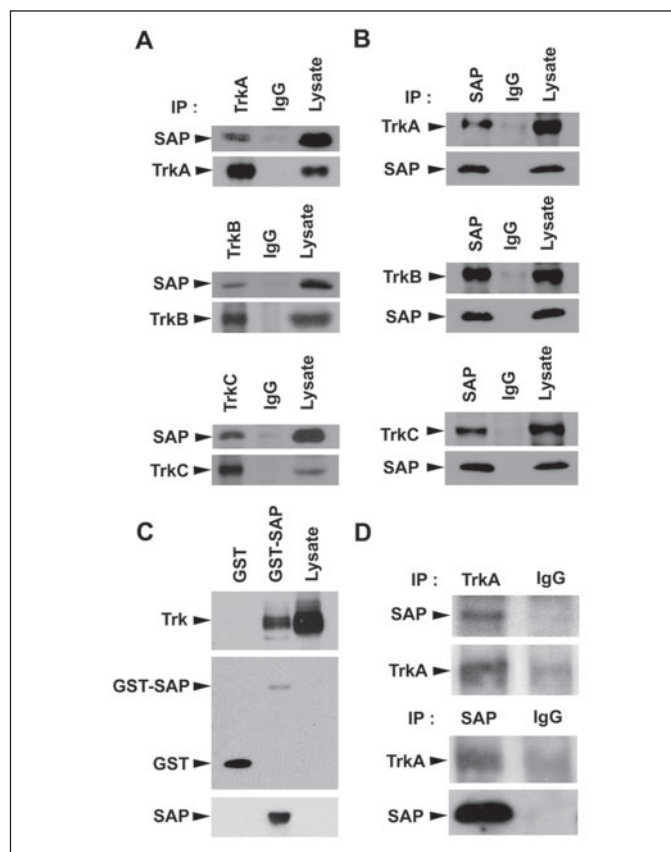 A
IP : TrkA IgG Lysate
SAP
TrkA
TrkB IgG Lysate
SAP
TrkB
TrkC IgG Lysate
SAP
TrkC
B
IP : SAP IgG Lysate
TrkA
SAP
SAP IgG Lysate
TrkB
SAP
SAP IgG Lysate
TrkC
SAP
C
GST GST-SAP Lysate
Trk
GST-SAP
GST
SAP
D
IP : TrkA IgG
SAP
TrkA
IP : SAP IgG
TrkA
SAP